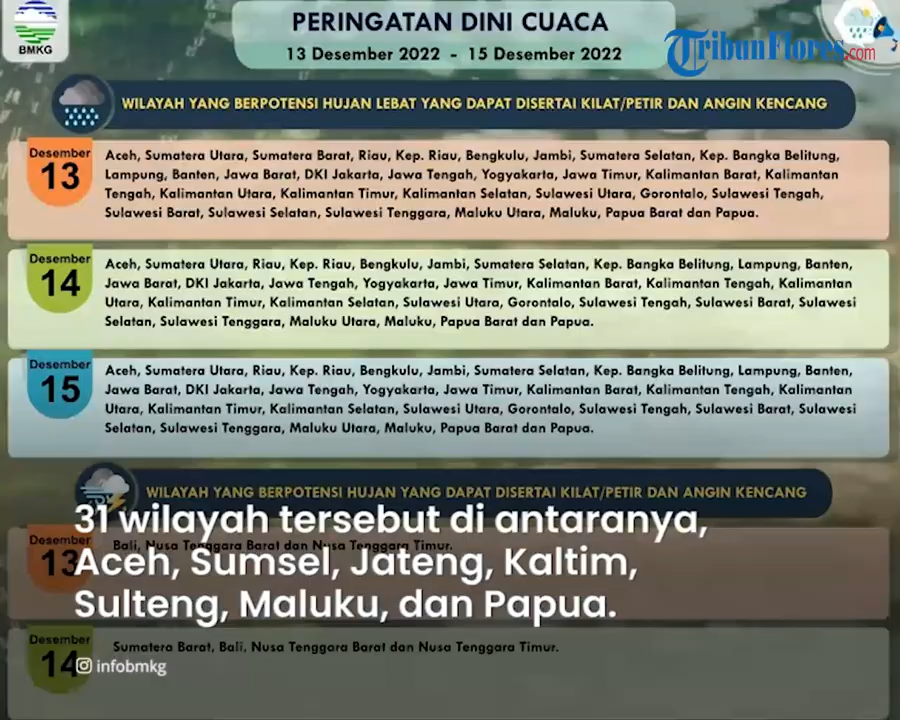 BMKG
PERINGATAN DINI CUACA
13 Desember 2022 - 15 Desember 2022
TribunFlores.com
WILAYAH YANG BERPOTENSI HUJAN LEBAT YANG DAPAT DISERTAI KILAT/PETIR DAN ANGIN KENCANG
Desember
13
Aceh, Sumatera Utara, Sumatera Barat, Riau, Kep. Riau, Bengkulu, Jambi, Sumatera Selatan, Kep. Bangka Belitung,
Lampung, Banten, Jawa Barat, DKI Jakarta, Jawa Tengah, Yogyakarta, Jawa Timur, Kalimantan Barat, Kalimantan
Tengah, Kalimantan Utara, Kalimantan Timur, Kalimantan Selatan, Sulawesi Utara, Gorontalo, Sulawesi Tengah,
Sulawesi Barat, Sulawesi Selatan, Sulawesi Tenggara, Maluku Utara, Maluku, Papua Barat dan Papua.
Desember
14
Aceh, Sumatera Utara, Riau, Kep. Riau, Bengkulu, Jambi, Sumatera Selatan, Kep. Bangka Belitung, Lampung, Banten,
Jawa Barat, DKI Jakarta, Jawa Tengah, Yogyakarta, Jawa Timur, Kalimantan Barat, Kalimantan Tengah, Kalimantan
Utara, Kalimantan Timur, Kalimantan Selatan, Sulawesi Utara, Gorontalo, Sulawesi Tengah, Sulawesi Barat, Sulawesi
Selatan, Sulawesi Tenggara, Maluku Utara, Maluku, Papua Barat dan Papua.
Desember
15
Aceh, Sumatera Utara, Riau, Kep. Riau, Bengkulu, Jambi, Sumatera Selatan, Kep. Bangka Belitung, Lampung, Banten,
Jawa Barat, DKI Jakarta, Jawa Tengah, Yogyakarta, Jawa Timur, Kalimantan Barat, Kalimantan Tengah, Kalimantan
Utara, Kalimantan Timur, Kalimantan Selatan, Sulawesi Utara, Gorontalo, Sulawesi Tengah, Sulawesi Barat, Sulawesi
Selatan, Sulawesi Tenggara, Maluku Utara, Maluku, Papua Barat dan Papua.
WILAYAH YANG BERPOTENSI HUJAN YANG DAPAT DISERTAI KILAT/PETIR DAN ANGIN KENCANG
31 wilayah tersebut di antaranya,
Aceh, Sumsel, Jateng, Kaltim,
Sulteng, Maluku, dan Papua.
Desember
13
Bali, Nusa Tenggara Barat dan Nusa Tenggara Timur.
Desember
14
Sumatera Barat, Bali, Nusa Tenggara Barat dan Nusa Tenggara Timur.
infobmkg